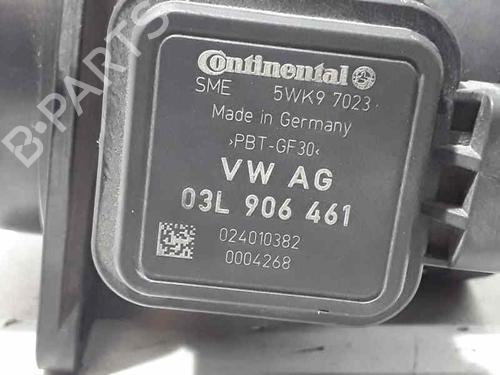 B-PARTS
Continental
SME 5WK9 7023
Made in Germany
›PBT-GF30‹
VW AG
03L 906 461
024010382
0004268